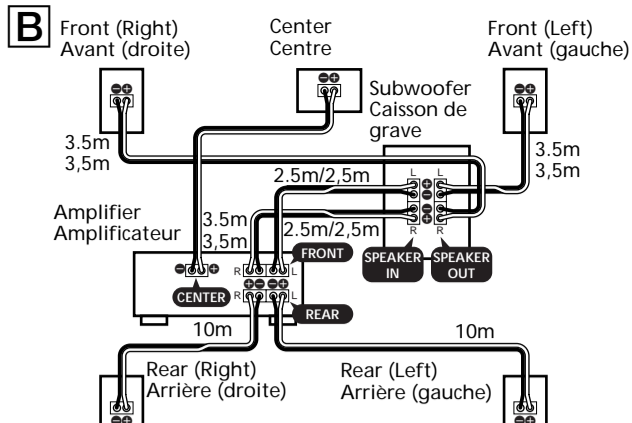 B
Front (Right)
Avant (droite)
Center
Centre
Front (Left)
Avant (gauche)
Subwoofer
Caisson de
grave
3.5m
3,5m
3.5m
3,5m
2.5m/2,5m
L
L
R
R
Amplifier
Amplificateur
3.5m
3,5m
2.5m/2,5m
SPEAKER
IN
SPEAKER
OUT
FRONT
R
L
CENTER
R
L
REAR
10m
10m
Rear (Right)
Arrière (droite)
Rear (Left)
Arrière (gauche)